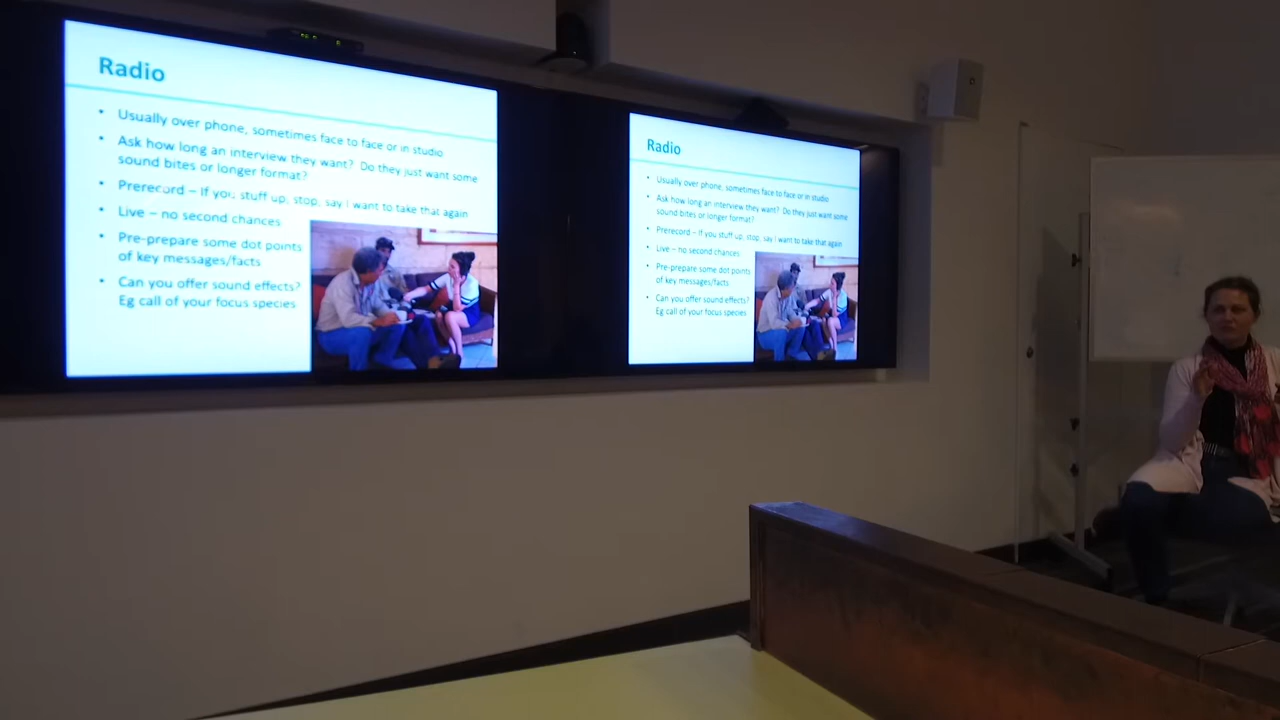 Radio
• Usually over phone, sometimes face to face or in studio
• Ask how long an interview they want? Do they just want some
sound bites or longer format?
• Prerecord – If you stuff up, stop, say I want to take that again
• Live – no second chances
• Pre-prepare some dot points
of key messages/facts
• Can you offer sound effects?
Eg call of your focus species
Radio
• Usually over phone, sometimes face to face or in studio
• Ask how long an interview they want? Do they just want some
sound bites or longer format?
• Prerecord – If you stuff up, stop, say I want to take that again
• Live – no second chances
• Pre-prepare some dot points
of key messages/facts
• Can you offer sound effects?
Eg call of your focus species